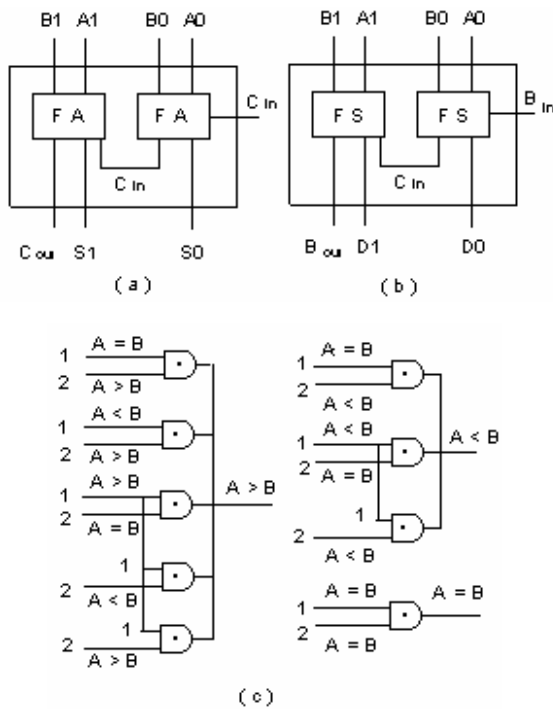 B1 A1 B0 A0
F A F A
C in
C in
C out S1 S0
( a )
B1 A1 B0 A0
F S F S
B in
C in
B out D1 D0
( b )
A = B
1
2
A > B
A < B
1
2
A > B
A > B
1
2
A = B
1
2
A < B
1
2
A > B
A > B
A = B
1
2
A < B
A < B
1
2
A = B
1
2
A < B
A < B
A = B
1
2
A = B
A = B
( c )